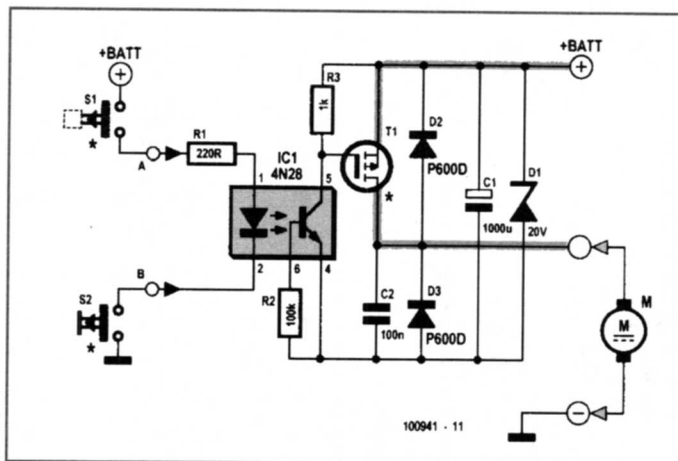 +BATT
+
S1
*
A
R1
220R
IC1
4N28
1
2
5
6
4
B
S2
*
R3
1k
T1
*
R2
100k
D2
P600D
C1
1000u
D1
20V
C2
100n
D3
P600D
+BATT
+
M
M
−
100941 - 11